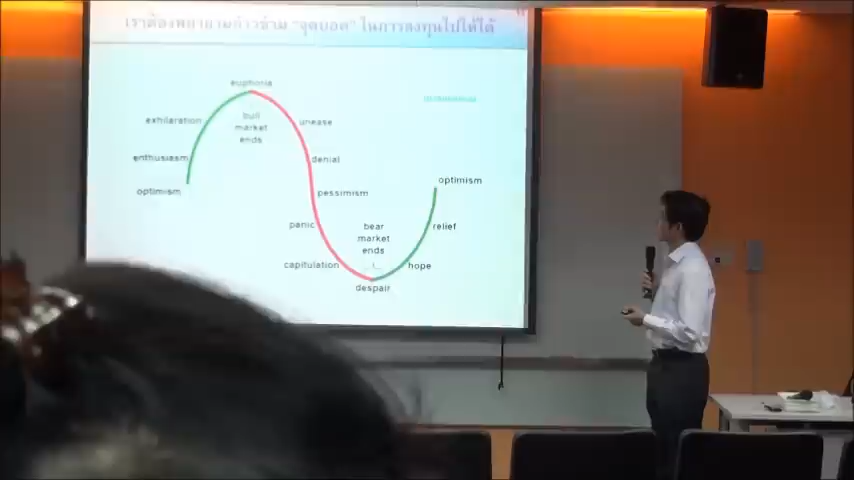 เราต้องพยายามก้าวข้าม "จุดบอด" ในการลงทุนไปให้ได้
euphoria
exhilaration
bull
market
ends
unease
enthusiasm
denial
optimism
pessimism
optimism
panic
bear
market
ends
relief
capitulation
hope
despair